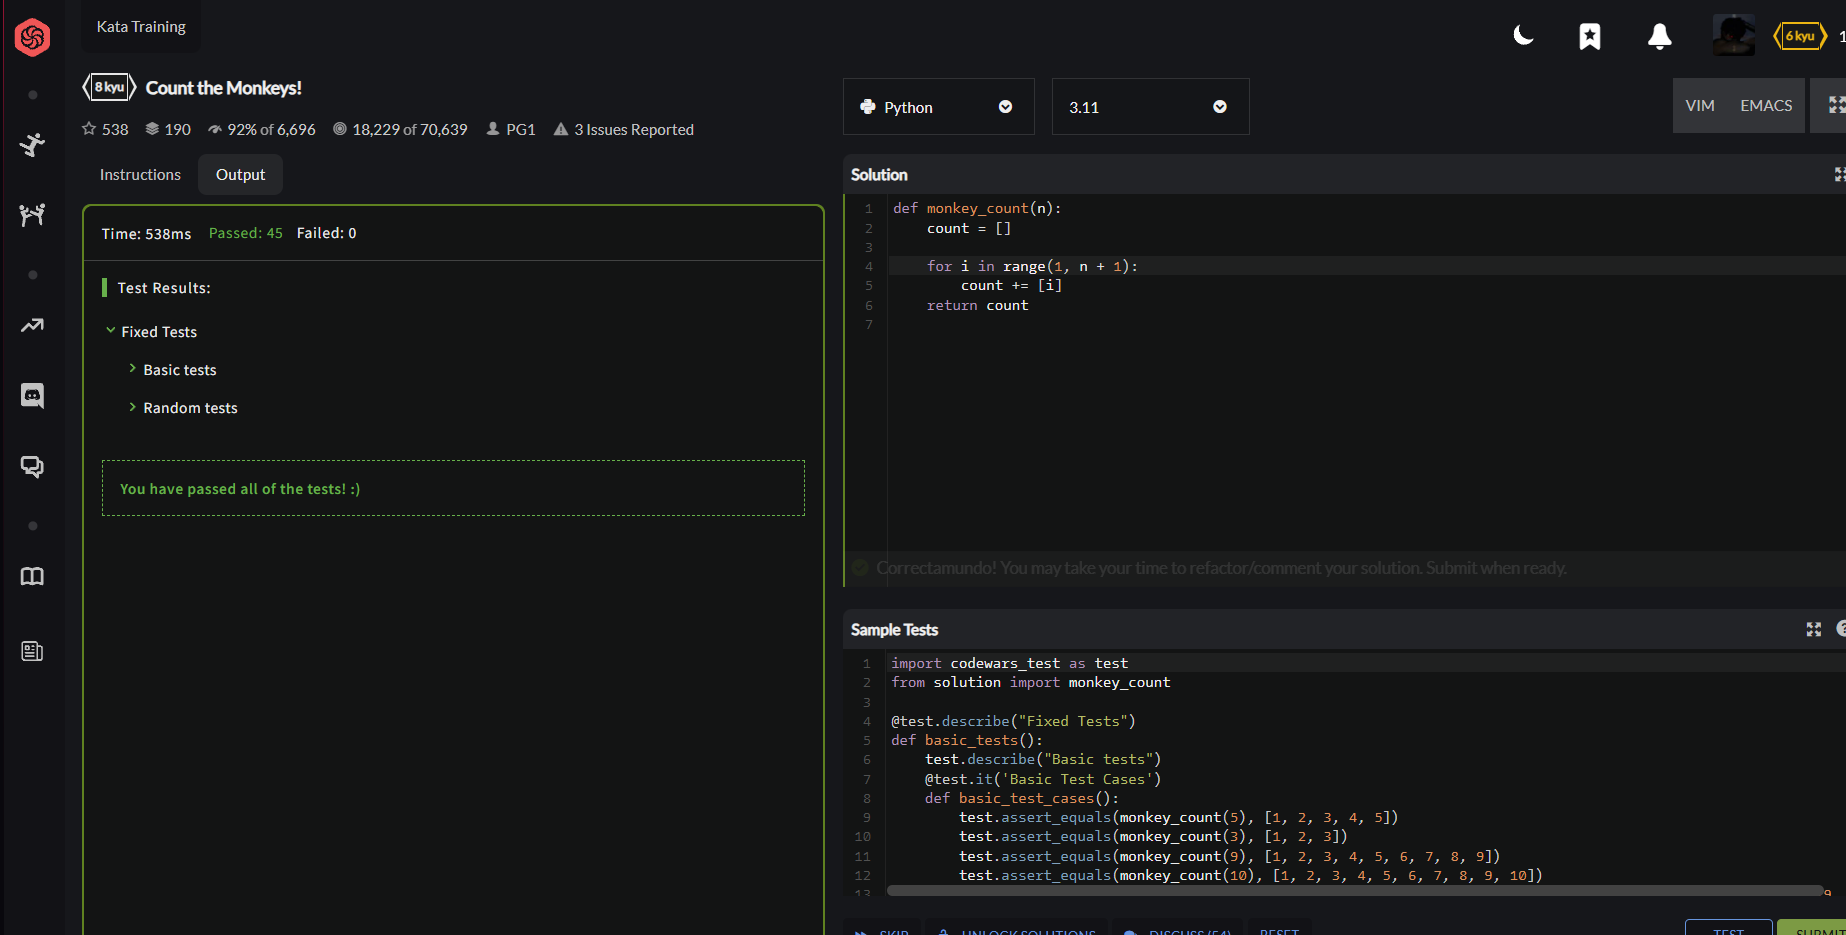 Kata Training
6 kyu
8 kyu
Count the Monkeys!
538
190
92% of 6,696
18,229 of 70,639
PG1
3 Issues Reported
Instructions
Output
Time: 538ms
Passed: 45
Failed: 0
Test Results:
Fixed Tests
Basic tests
Random tests
You have passed all of the tests! :)
Python
3.11
VIM
EMACS
Solution
1 def monkey_count(n):
2     count = []
3
4     for i in range(1, n + 1):
5         count += [i]
6     return count
7
Correctamundo! You may take your time to refactor/comment your solution. Submit when ready.
Sample Tests
1 import codewars_test as test
2 from solution import monkey_count
3
4 @test.describe("Fixed Tests")
5 def basic_tests():
6     test.describe("Basic tests")
7     @test.it('Basic Test Cases')
8     def basic_test_cases():
9         test.assert_equals(monkey_count(5), [1, 2, 3, 4, 5])
10         test.assert_equals(monkey_count(3), [1, 2, 3])
11         test.assert_equals(monkey_count(9), [1, 2, 3, 4, 5, 6, 7, 8, 9])
12         test.assert_equals(monkey_count(10), [1, 2, 3, 4, 5, 6, 7, 8, 9, 10])
13
SKIP
UNLOCK SOLUTIONS
DISCUSS (54)
RESET
TEST
SUBMIT